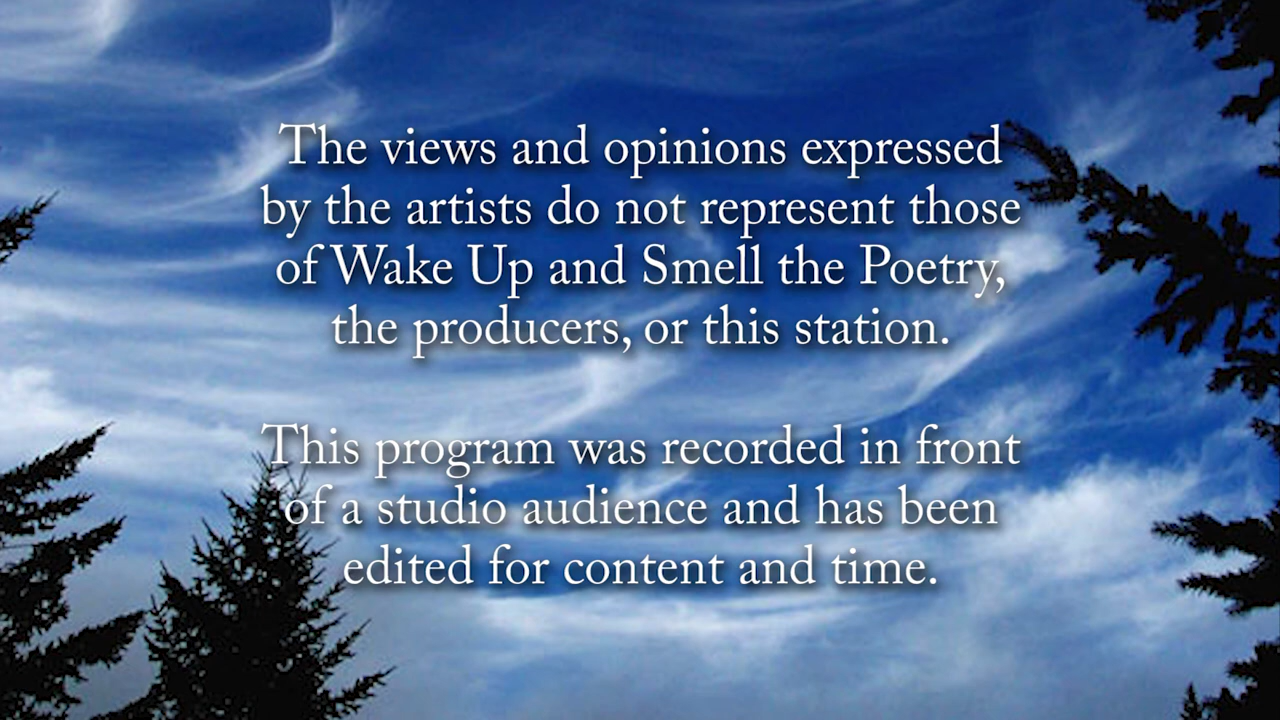 The views and opinions expressed
by the artists do not represent those
of Wake Up and Smell the Poetry,
the producers, or this station.
This program was recorded in front
of a studio audience and has been
edited for content and time.